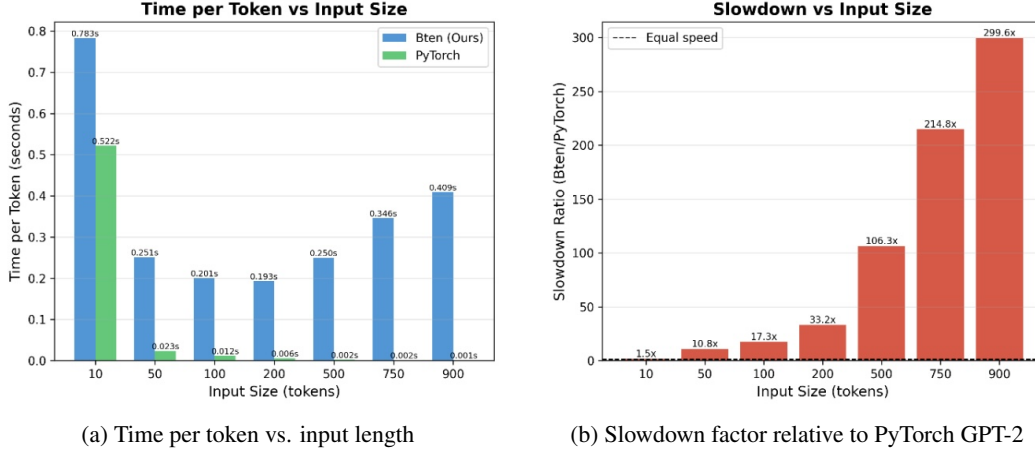 Time per Token vs Input Size
Time per Token (seconds)
0.8
0.7
0.6
0.5
0.4
0.3
0.2
0.1
0.0
Bten (Ours)
PyTorch
0.783s
0.522s
0.251s
0.023s
0.201s
0.012s
0.193s
0.006s
0.250s
0.002s
0.346s
0.002s
0.409s
0.001s
10 50 100 200 500 750 900
Input Size (tokens)
(a) Time per token vs. input length
Slowdown vs Input Size
Slowdown Ratio (Bten/PyTorch)
300
250
200
150
100
50
0
Equal speed
1.5x
10.8x
17.3x
33.2x
106.3x
214.8x
299.6x
10 50 100 200 500 750 900
Input Size (tokens)
(b) Slowdown factor relative to PyTorch GPT-2